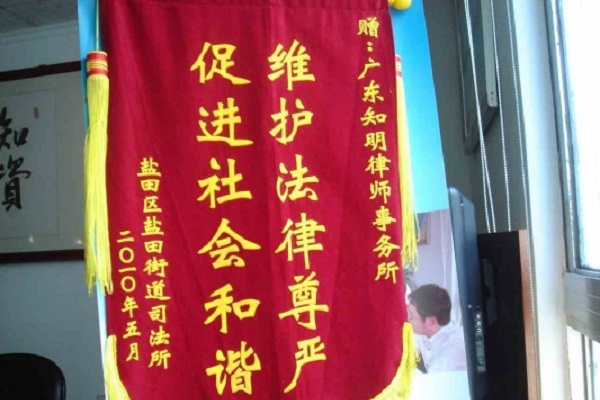 赠：广东知明律师事务所
维护法律尊严
促进社会和谐
盐田区盐田街道司法所
二〇一〇年五月
知
资